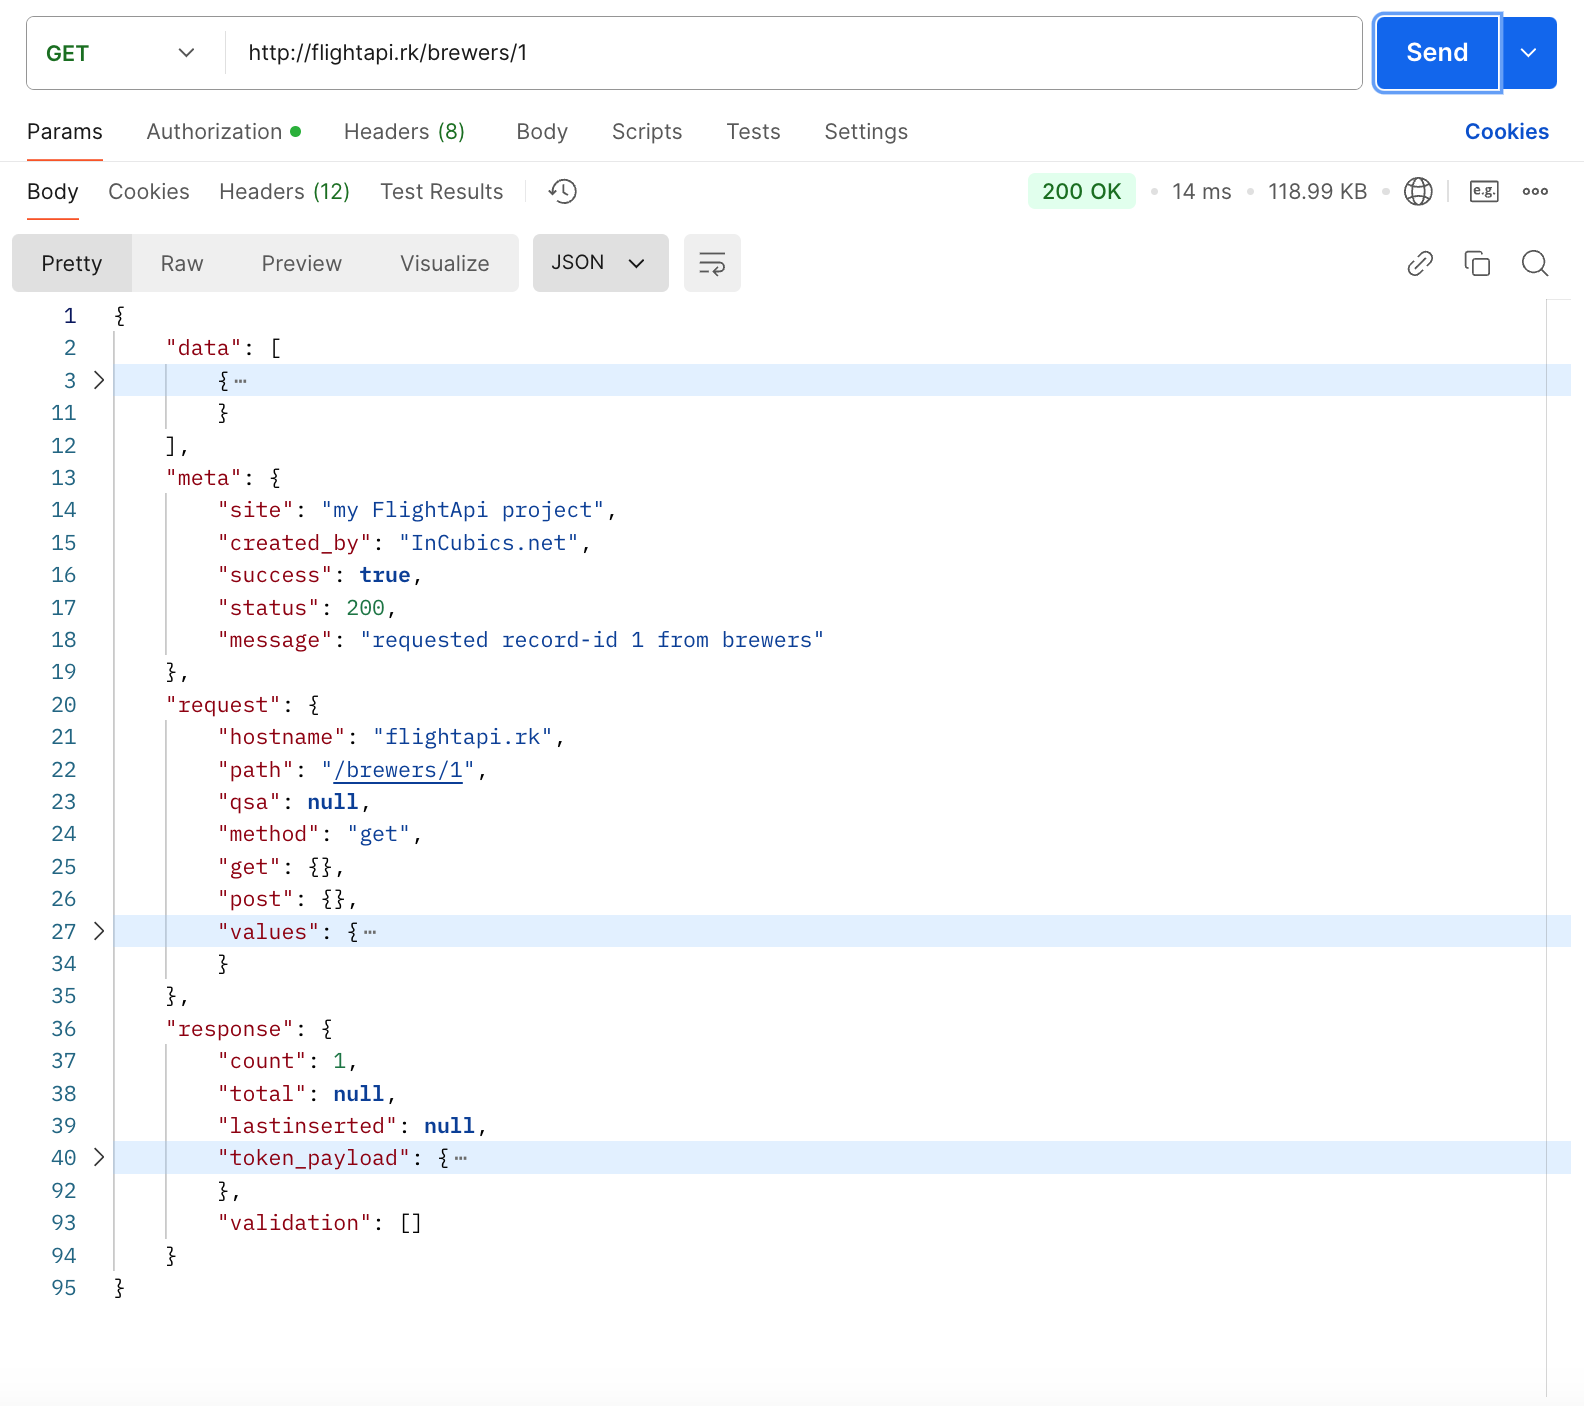 GET http://flightapi.rk/brewers/1 Send
Params Authorization Headers (8) Body Scripts Tests Settings Cookies
Body Cookies Headers (12) Test Results 200 OK 14 ms 118.99 KB e.g.
Pretty Raw Preview Visualize JSON
1 {
2 "data": [
3 {
11 }
12 ],
13 "meta": {
14 "site": "my FlightApi project",
15 "created_by": "InCubics.net",
16 "success": true,
17 "status": 200,
18 "message": "requested record-id 1 from brewers"
19 },
20 "request": {
21 "hostname": "flightapi.rk",
22 "path": "/brewers/1",
23 "qsa": null,
24 "method": "get",
25 "get": {},
26 "post": {},
27 "values": {
34 }
35 },
36 "response": {
37 "count": 1,
38 "total": null,
39 "lastinserted": null,
40 "token_payload": {
92 },
93 "validation": []
94 }
95 }